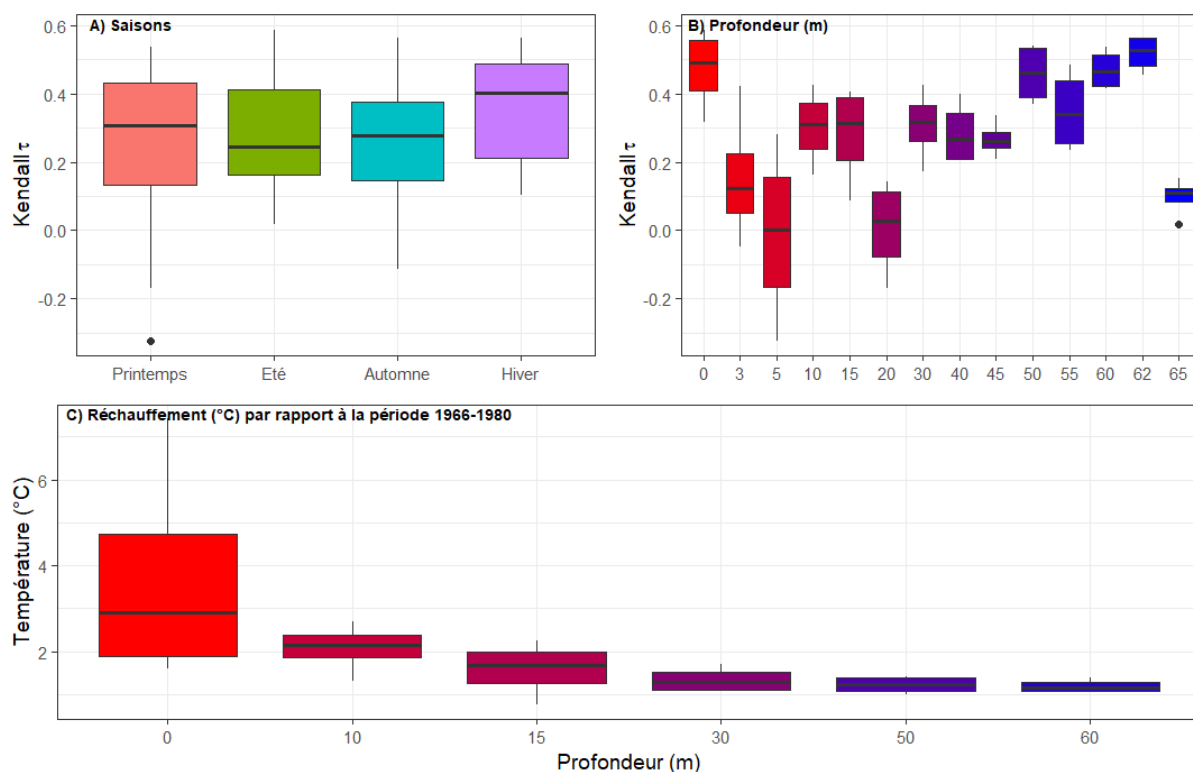 A) Saisons
Kendall τ
0.6
0.4
0.2
0.0
-0.2
Printemps Eté Automne Hiver
B) Profondeur (m)
Kendall τ
0.6
0.4
0.2
0.0
-0.2
0 3 5 10 15 20 30 40 45 50 55 60 62 65
C) Réchauffement (°C) par rapport à la période 1966-1980
Température (°C)
6
4
2
0 10 15 30 50 60
Profondeur (m)